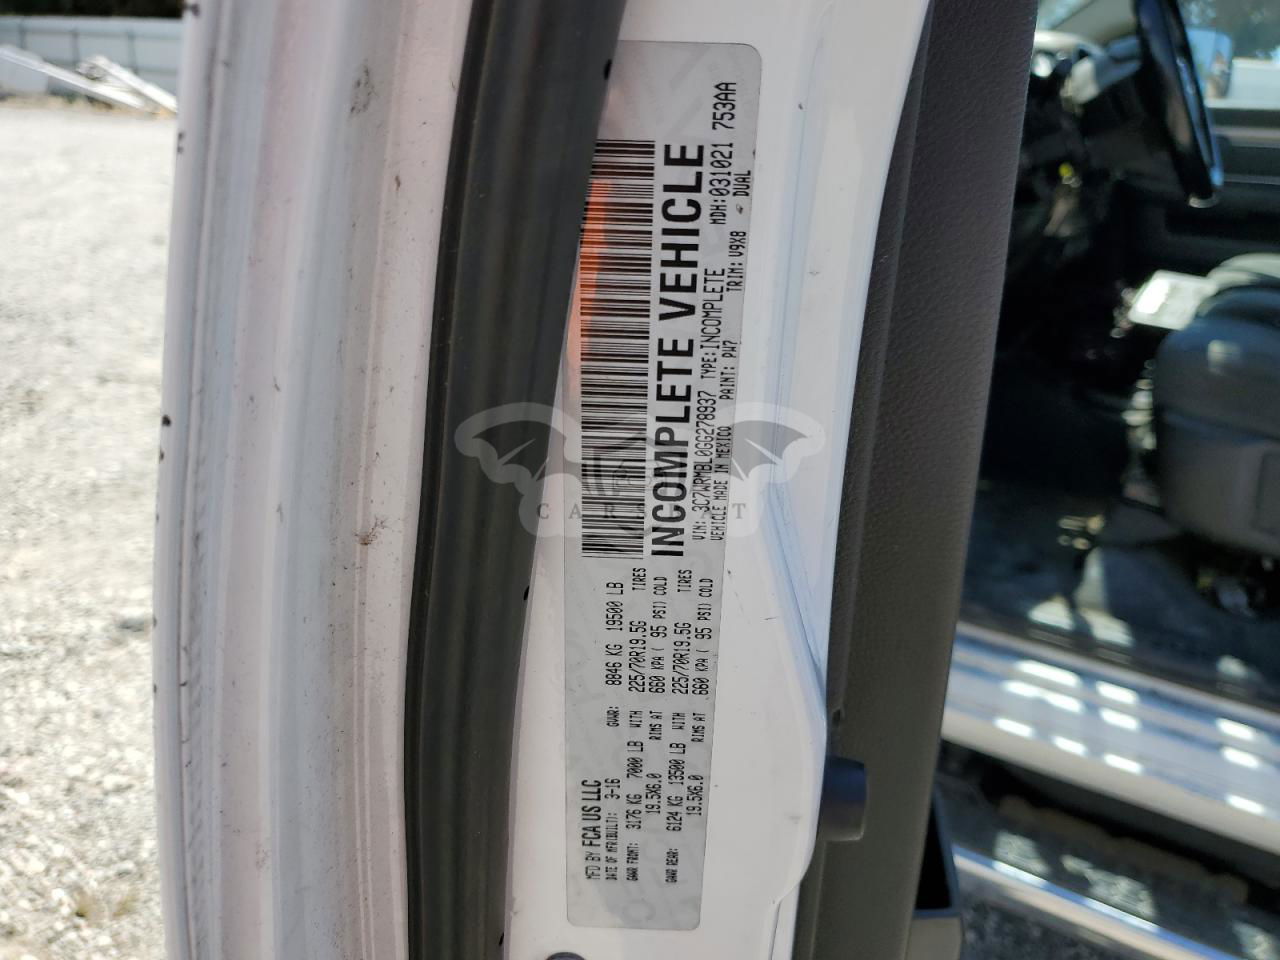 MFD BY FCA US LLC
DATE OF MFR(BUILT): 3-16 GVWR: 8846 KG 19500 LB
GAWR FRONT: 3176 KG 7000 LB WITH 225/70R19.5G TIRES
19.5X6.0 RIMS AT 660 KPA ( 95 PSI) COLD
GAWR REAR: 6124 KG 13500 LB WITH 225/70R19.5G TIRES
19.5X6.0 RIMS AT 660 KPA ( 95 PSI) COLD
INCOMPLETE VEHICLE
VIN: 3C7WRMBL0GG278937 TYPE: INCOMPLETE MDH: 031021 753AA
VEHICLE MADE IN MEXICO PAINT: PW7 TRIM: V9X8 DUAL
CARSBAT